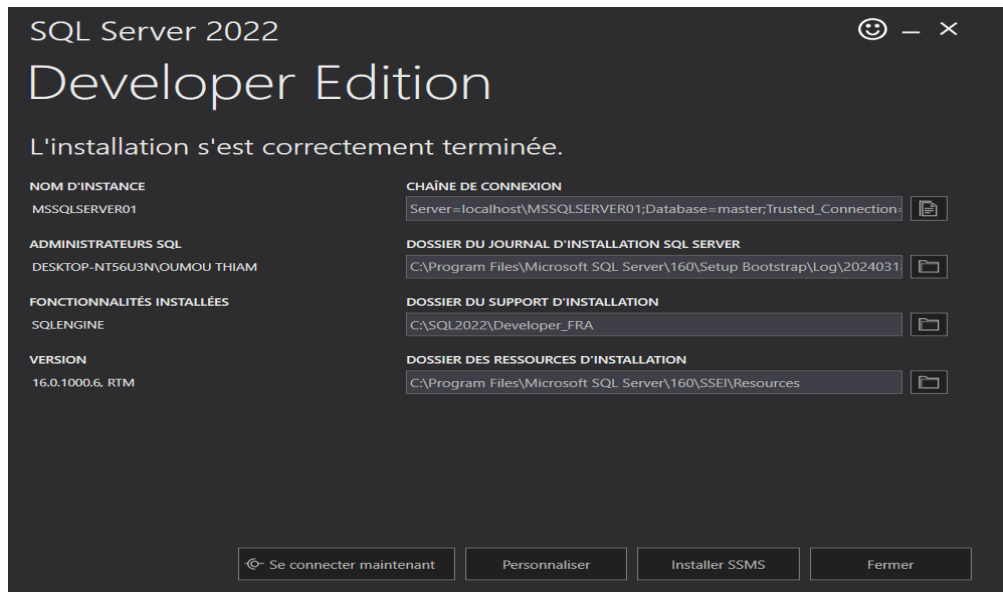 SQL Server 2022
Developer Edition
L'installation s'est correctement terminée.
NOM D'INSTANCE
MSSQLSERVER01
CHAÎNE DE CONNEXION
Server=localhost\MSSQLSERVER01;Database=master;Trusted_Connection=
ADMINISTRATEURS SQL
DESKTOP-NT56U3N\OUMOU THIAM
DOSSIER DU JOURNAL D'INSTALLATION SQL SERVER
C:\Program Files\Microsoft SQL Server\160\Setup Bootstrap\Log\2024031
FONCTIONNALITÉS INSTALLÉES
SQLENGINE
DOSSIER DU SUPPORT D'INSTALLATION
C:\SQL2022\Developer_FRA
VERSION
16.0.1000.6, RTM
DOSSIER DES RESSOURCES D'INSTALLATION
C:\Program Files\Microsoft SQL Server\160\SSEI\Resources
Se connecter maintenant
Personnaliser
Installer SSMS
Fermer